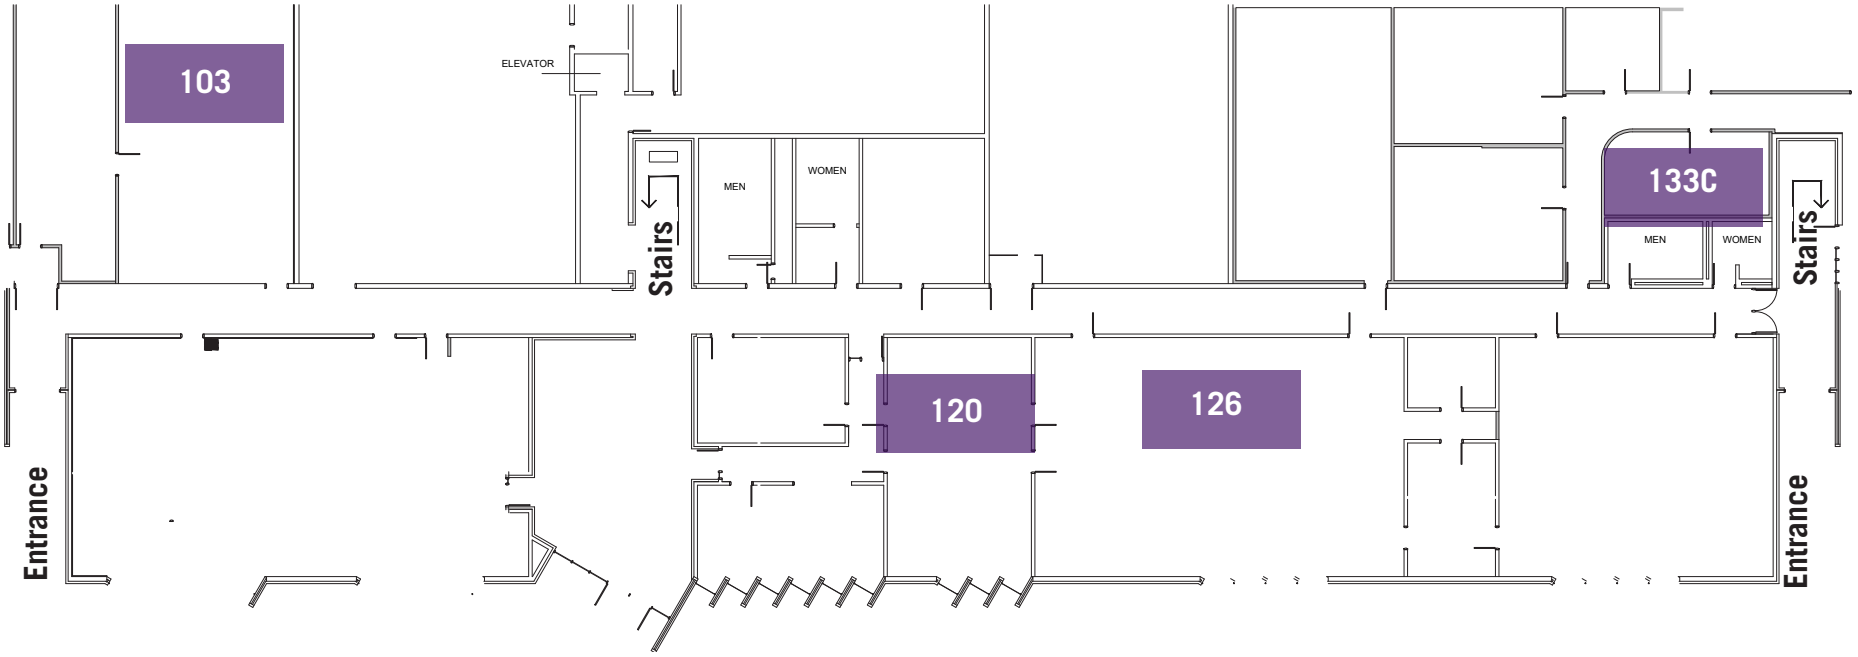 ELEVATOR
103
WOMEN
MEN
133C
Stairs
MEN
WOMEN
Stairs
120
126
Entrance
Entrance